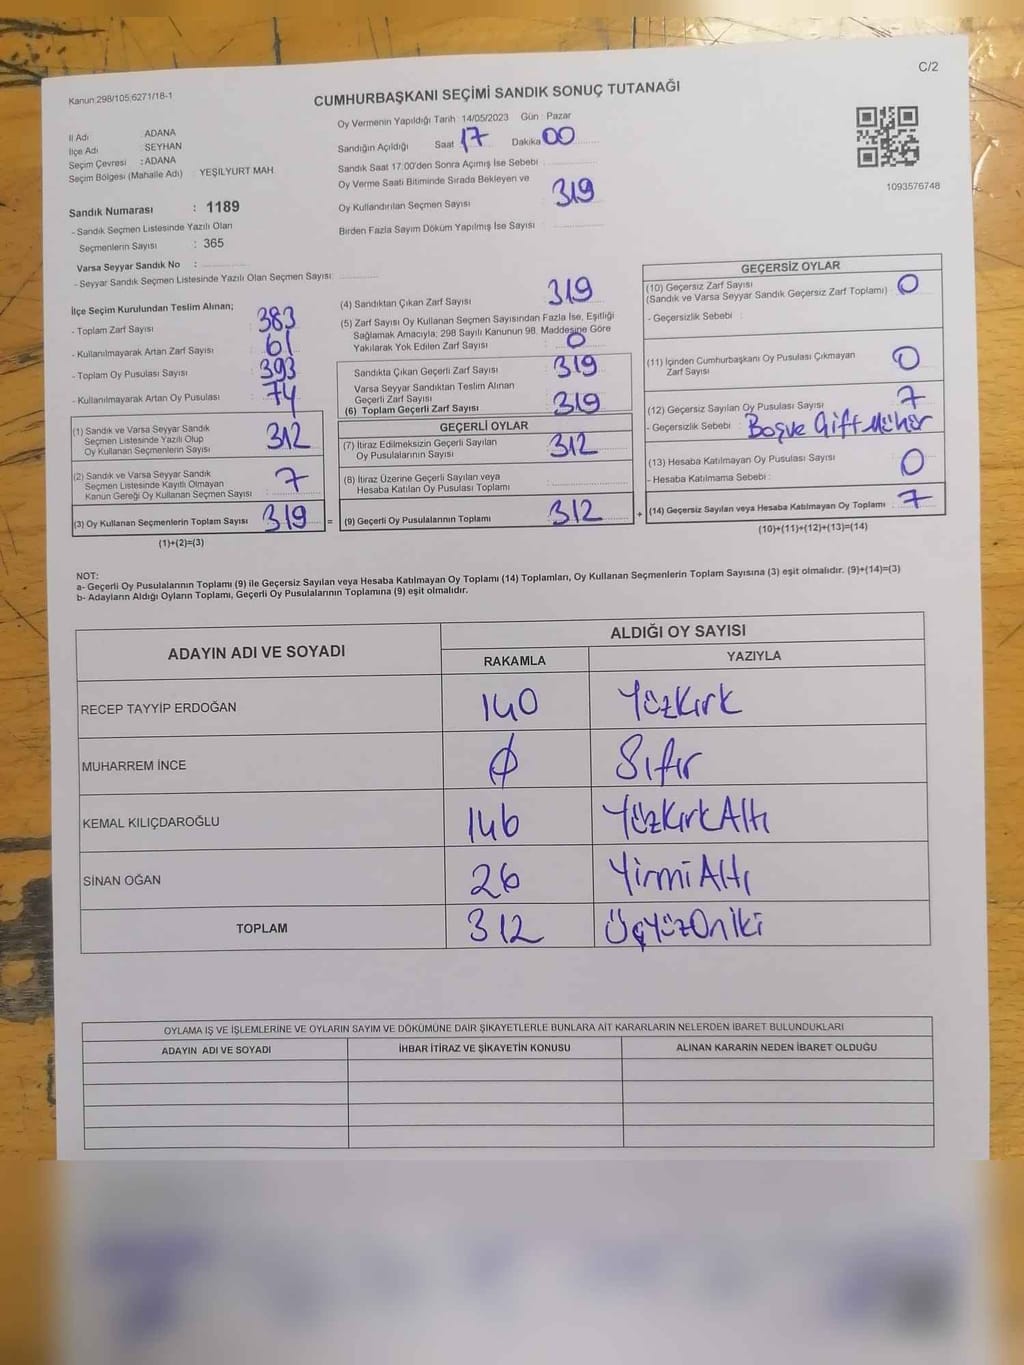 C/2
Kanun:298/105;6271/18-1
CUMHURBAŞKANI SEÇİMİ SANDIK SONUÇ TUTANAĞI
İl Adı ADANA
İlçe Adı SEYHAN
Seçim Çevresi : ADANA
Seçim Bölgesi (Mahalle Adı) YEŞİLYURT MAH
Sandık Numarası : 1189
- Sandık Seçmen Listesinde Yazılı Olan
Seçmenlerin Sayısı : 365
Varsa Seyyar Sandık No :
- Seyyar Sandık Seçmen Listesinde Yazılı Olan Seçmen Sayısı:
Oy Vermenin Yapıldığı Tarih : 14/05/2023 Gün : Pazar
Sandığın Açıldığı Saat 17 Dakika 00
Sandık Saat 17:00'den Sonra Açımış İse Sebebi
Oy Verme Saati Bitiminde Sırada Bekleyen ve
Oy Kullandırılan Seçmen Sayısı 319
Birden Fazla Sayım Döküm Yapılmış İse Sayısı
1093576748
İlçe Seçim Kurulundan Teslim Alınan;
- Toplam Zarf Sayısı 383
- Kullanılmayarak Artan Zarf Sayısı 61
- Toplam Oy Pusulası Sayısı 393
- Kullanılmayarak Artan Oy Pusulası 74
(1) Sandık ve Varsa Seyyar Sandık
Seçmen Listesinde Yazılı Olup
Oy Kullanan Seçmenlerin Sayısı 312
(2) Sandık ve Varsa Seyyar Sandık
Seçmen Listesinde Kayıtlı Olmayan
Kanun Gereği Oy Kullanan Seçmen Sayısı 7
(3) Oy Kullanan Seçmenlerin Toplam Sayısı 319 =
(1)+(2)=(3)
(4) Sandıktan Çıkan Zarf Sayısı 319
(5) Zarf Sayısı Oy Kullanan Seçmen Sayısından Fazla İse, Eşitliği
Sağlamak Amacıyla; 298 Sayılı Kanunun 98. Maddesine Göre
Yakılarak Yok Edilen Zarf Sayısı 0
Sandıkta Çıkan Geçerli Zarf Sayısı 319
Varsa Seyyar Sandıktan Teslim Alınan
Geçerli Zarf Sayısı
(6) Toplam Geçerli Zarf Sayısı 319
GEÇERLİ OYLAR
(7) İtiraz Edilmeksizin Geçerli Sayılan
Oy Pusulalarının Sayısı 312
(8) İtiraz Üzerine Geçerli Sayılan veya
Hesaba Katılan Oy Pusulası Toplamı
(9) Geçerli Oy Pusulalarının Toplamı 312 +
GEÇERSİZ OYLAR
(10) Geçersiz Zarf Sayısı
(Sandık ve Varsa Seyyar Sandık Geçersiz Zarf Toplamı) 0
- Geçersizlik Sebebi :
(11) İçinden Cumhurbaşkanı Oy Pusulası Çıkmayan
Zarf Sayısı 0
(12) Geçersiz Sayılan Oy Pusulası Sayısı 7
- Geçersizlik Sebebi : Boşve Çift Mühür
(13) Hesaba Katılmayan Oy Pusulası Sayısı 0
- Hesaba Katılmama Sebebi :
(14) Geçersiz Sayılan veya Hesaba Katılmayan Oy Toplamı 7
(10)+(11)+(12)+(13)=(14)
NOT:
a- Geçerli Oy Pusulalarının Toplamı (9) ile Geçersiz Sayılan veya Hesaba Katılmayan Oy Toplamı (14) Toplamları, Oy Kullanan Seçmenlerin Toplam Sayısına (3) eşit olmalıdır. (9)+(14)=(3)
b- Adayların Aldığı Oyların Toplamı, Geçerli Oy Pusulalarının Toplamına (9) eşit olmalıdır.
ADAYIN ADI VE SOYADI ALDIĞI OY SAYISI
RAKAMLA YAZIYLA
RECEP TAYYİP ERDOĞAN 140 YüzKırk
MUHARREM İNCE 0 Sıfır
KEMAL KILIÇDAROĞLU 146 YüzKırkAltı
SİNAN OĞAN 26 YirmiAltı
TOPLAM 312 ÜçYüzOniki
OYLAMA İŞ VE İŞLEMLERİNE VE OYLARIN SAYIM VE DÖKÜMÜNE DAİR ŞİKAYETLERLE BUNLARA AİT KARARLARIN NELERDEN İBARET BULUNDUKLARI
ADAYIN ADI VE SOYADI İHBAR İTİRAZ VE ŞİKAYETİN KONUSU ALINAN KARARIN NEDEN İBARET OLDUĞU